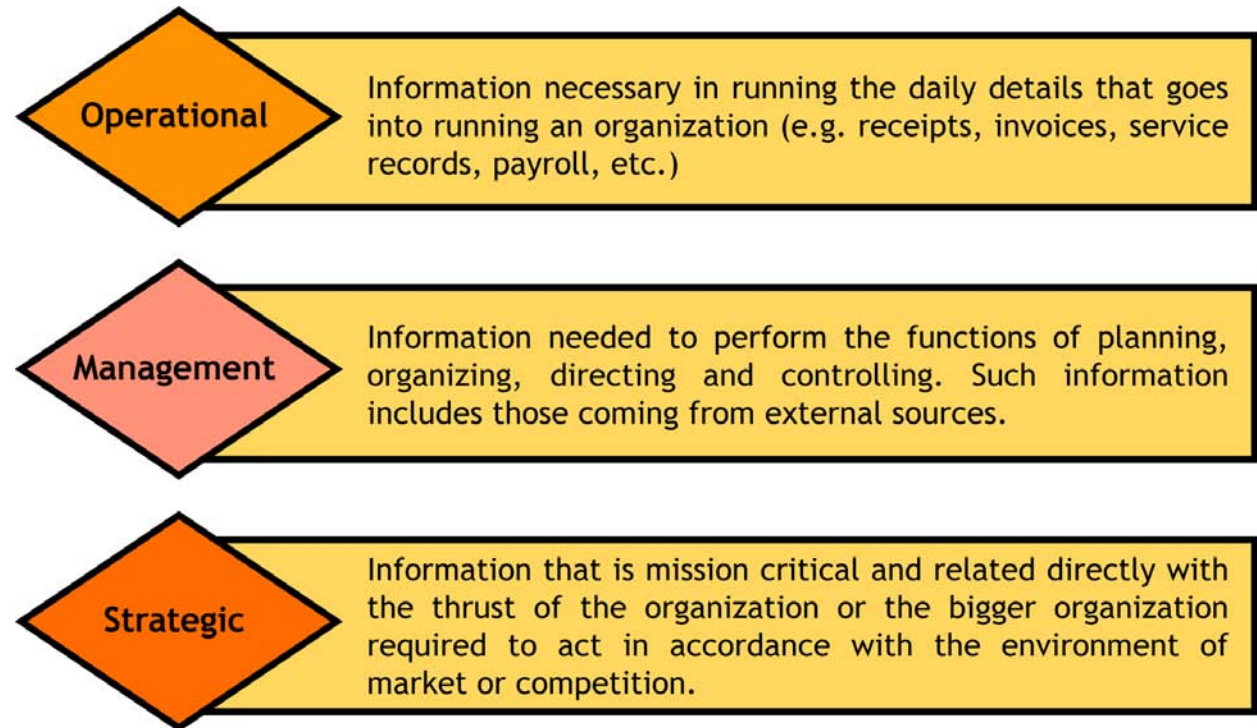 Operational
Information necessary in running the daily details that goes
into running an organization (e.g. receipts, invoices, service
records, payroll, etc.)
Management
Information needed to perform the functions of planning,
organizing, directing and controlling. Such information
includes those coming from external sources.
Strategic
Information that is mission critical and related directly with
the thrust of the organization or the bigger organization
required to act in accordance with the environment of
market or competition.